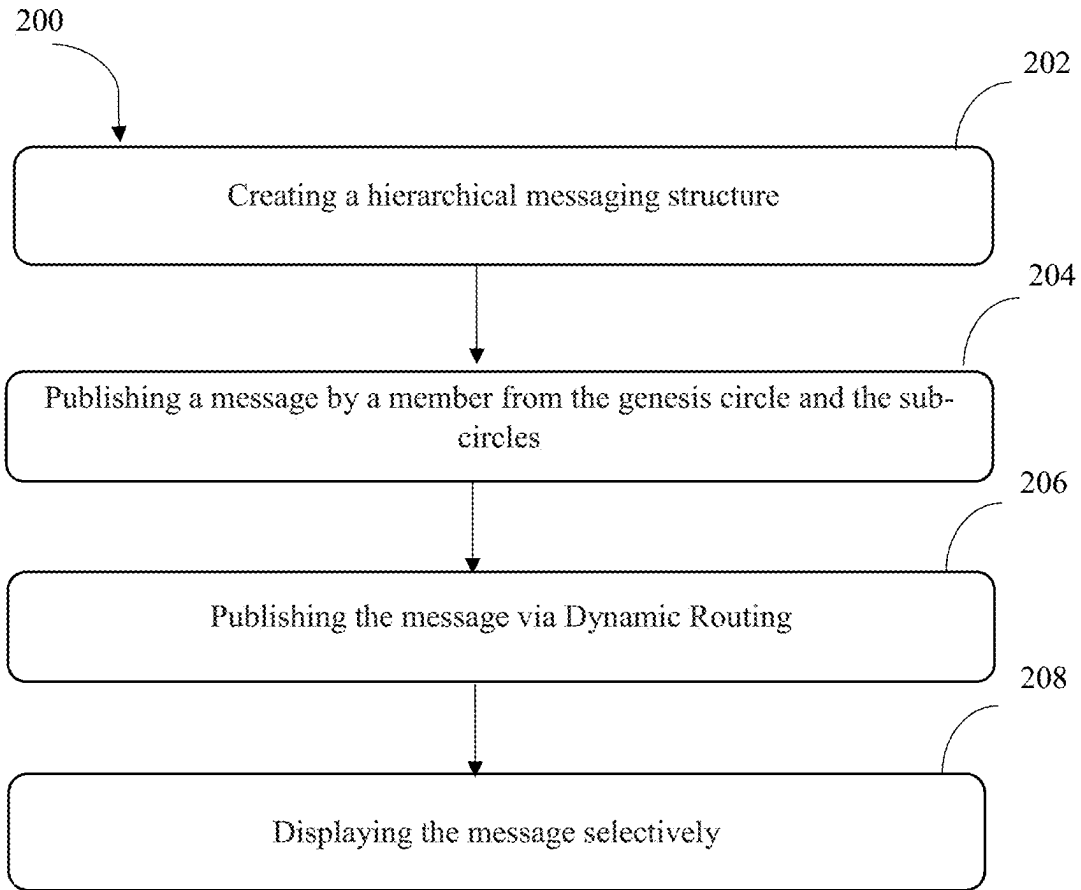 200
202
Creating a hierarchical messaging structure
204
Publishing a message by a member from the genesis circle and the sub-
circles
206
Publishing the message via Dynamic Routing
208
Displaying the message selectively